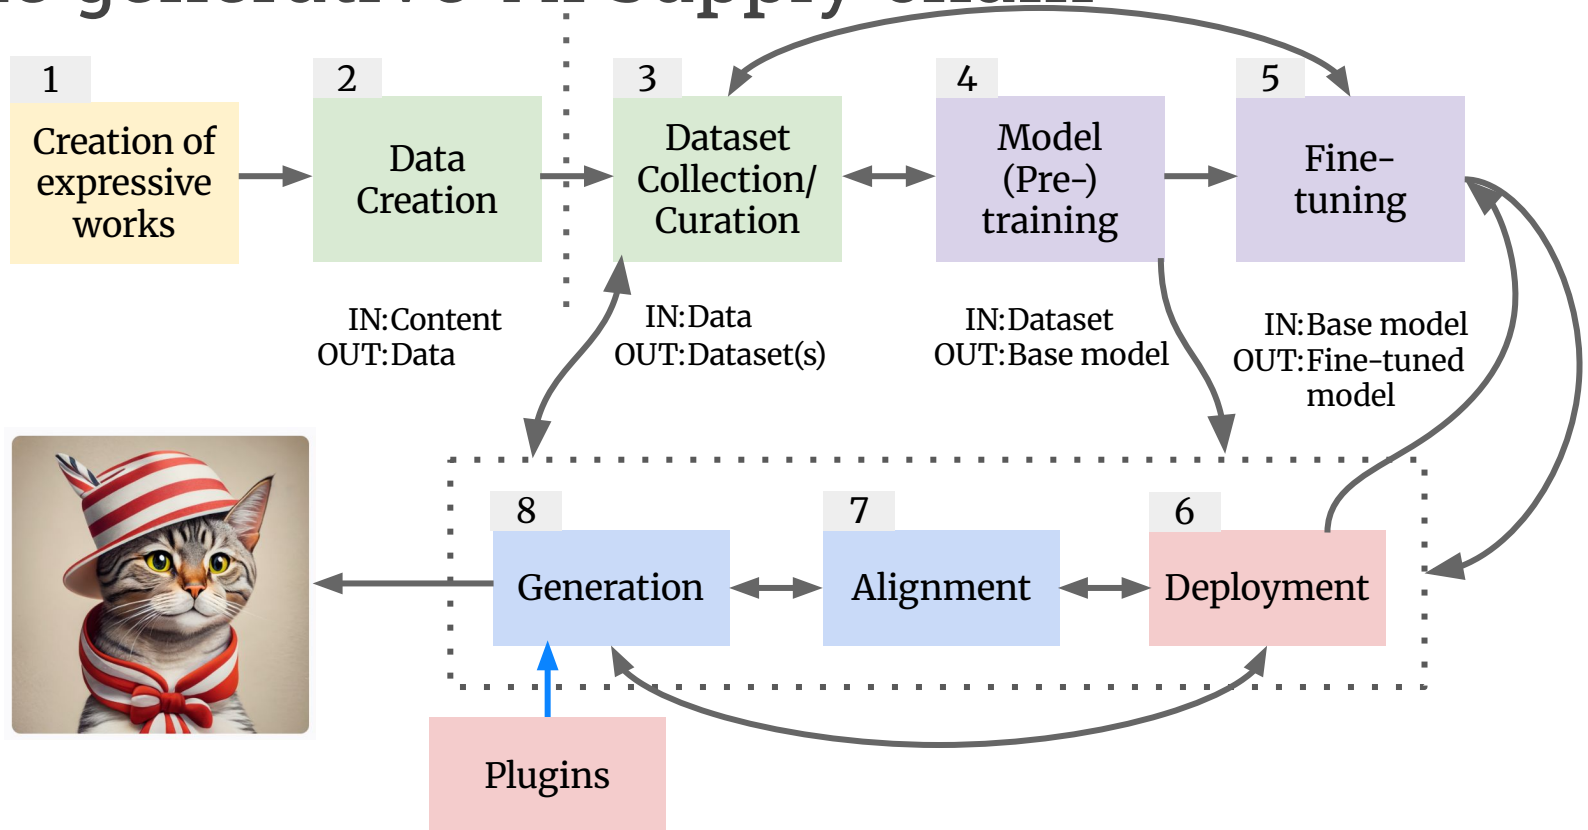 generative
1
Creation of
expressive
works
2
Data
Creation
3
Dataset
Collection/
Curation
4
Model
(Pre-)
training
5
Fine-
tuning
IN:Content
OUT:Data
IN:Data
OUT:Dataset(s)
IN:Dataset
OUT:Base model
IN:Base model
OUT:Fine-tuned
model
8
Generation
7
Alignment
6
Deployment
Plugins